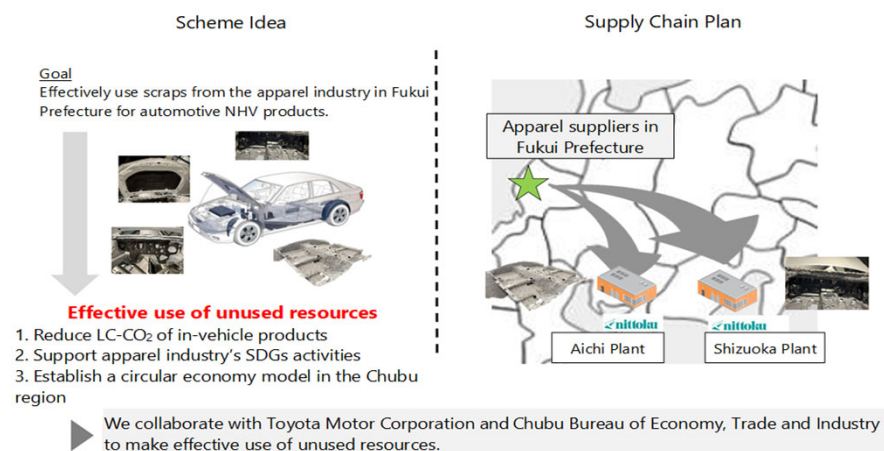 Scheme Idea
Goal
Effectively use scraps from the apparel industry in Fukui
Prefecture for automotive NHV products.
Effective use of unused resources
1. Reduce LC-CO₂ of in-vehicle products
2. Support apparel industry's SDGs activities
3. Establish a circular economy model in the Chubu
region
Supply Chain Plan
Apparel suppliers in
Fukui Prefecture
nittoku
Aichi Plant
nittoku
Shizuoka Plant
We collaborate with Toyota Motor Corporation and Chubu Bureau of Economy, Trade and Industry
to make effective use of unused resources.